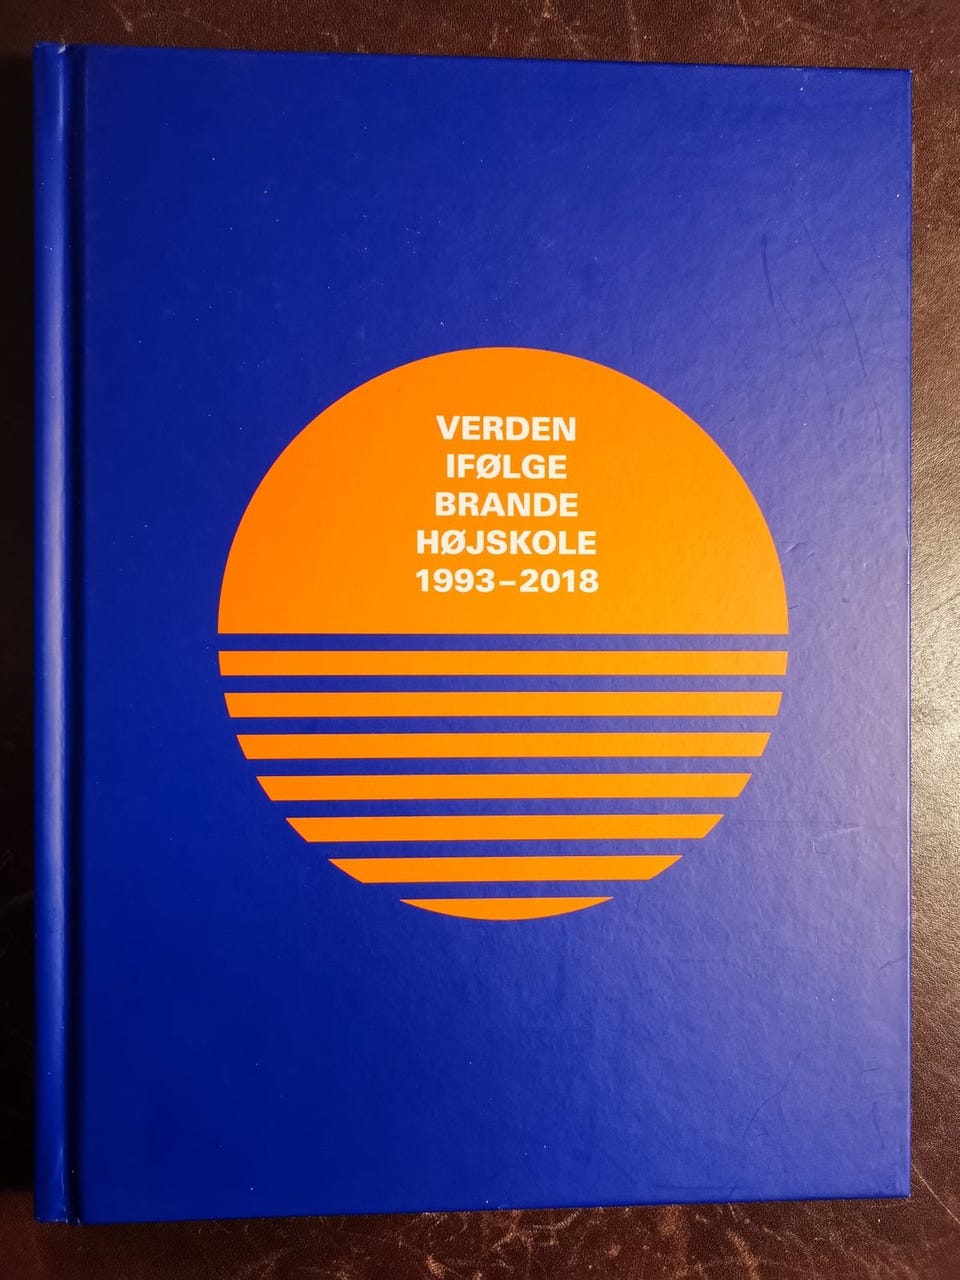 VERDEN
IFØLGE
BRANDE
HØJSKOLE
1993–2018